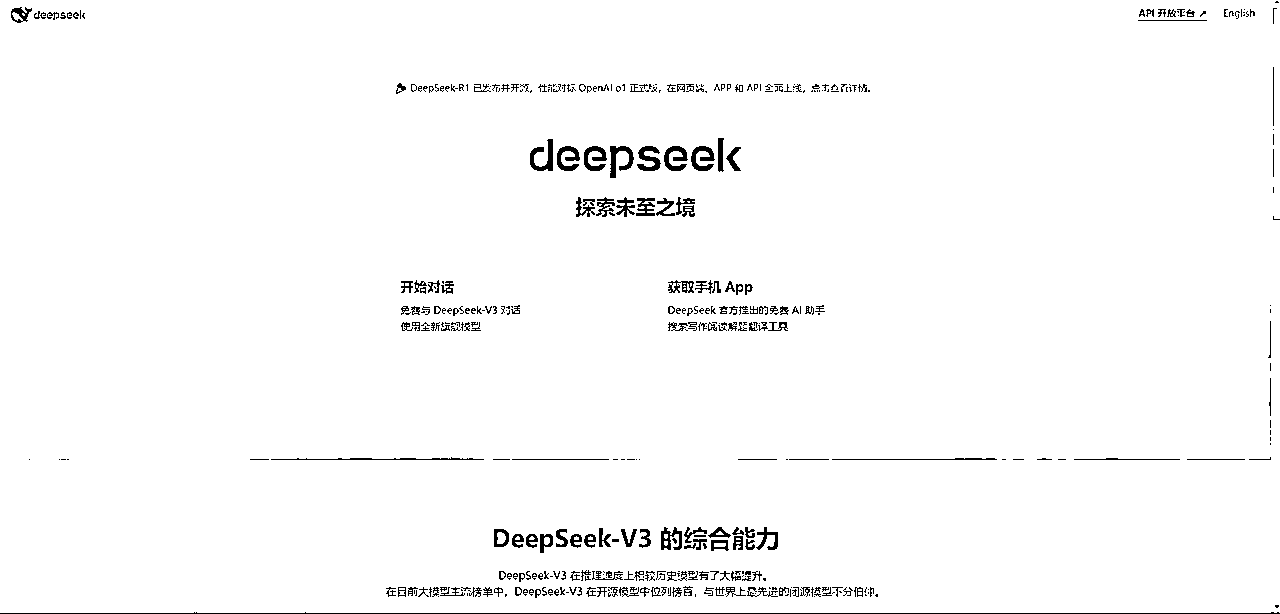 deepseek
API 开放平台 ↗
English
🎉 DeepSeek-R1 已发布并开源，性能对标 OpenAI o1 正式版，在网页端、APP 和 API 全面上线，点击查看详情。
deepseek
探索未至之境
开始对话
免费与 DeepSeek-V3 对话
使用全新旗舰模型
获取手机 App
DeepSeek 官方推出的免费 AI 助手
搜索写作阅读解题翻译工具
DeepSeek-V3 的综合能力
DeepSeek-V3 在推理速度上相较历史模型有了大幅提升。
在目前大模型主流榜单中，DeepSeek-V3 在开源模型中位列榜首，与世界上最先进的闭源模型不分伯仲。